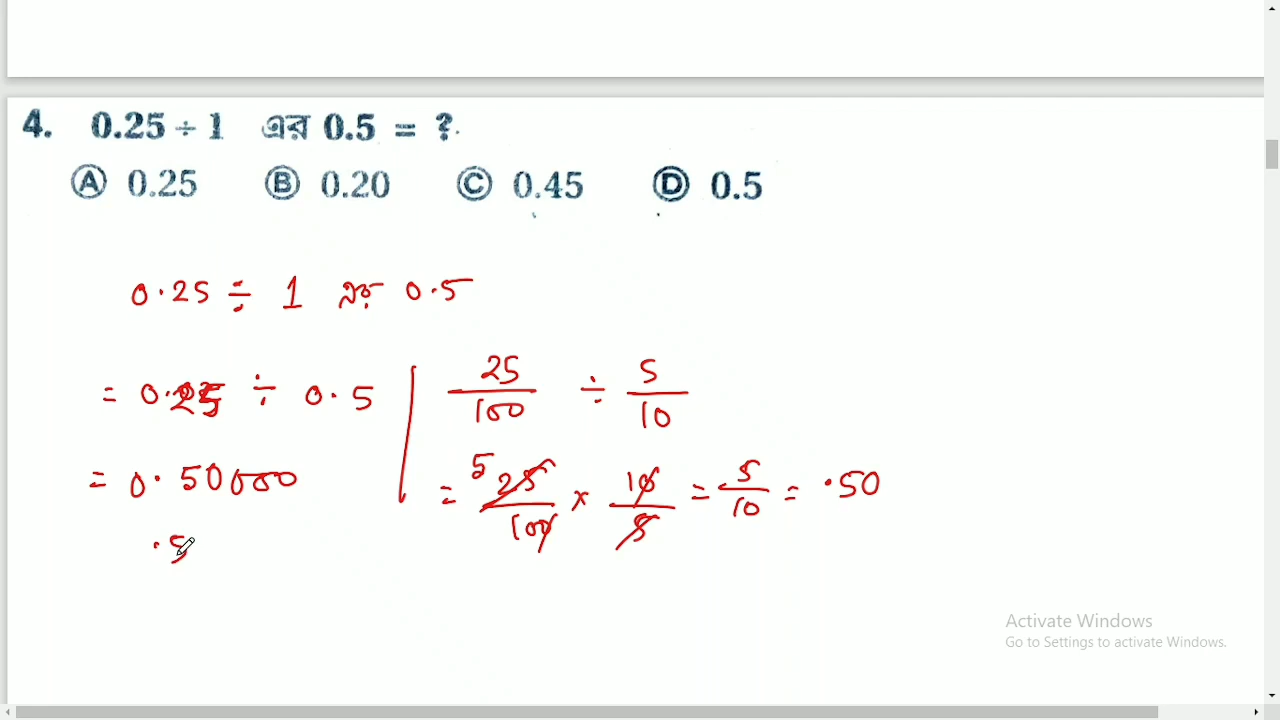 4. 0.25 ÷ 1 এর 0.5 = ?
Ⓐ 0.25 Ⓑ 0.20 Ⓒ 0.45 Ⓓ 0.5
0.25 ÷ 1 এর 0.5
= 0.25 ÷ 0.5
= 0.50000
.5
25/100 ÷ 5/10
= 5 25/100 × 10/5 = 5/10 = .50
Activate Windows
Go to Settings to activate Windows.